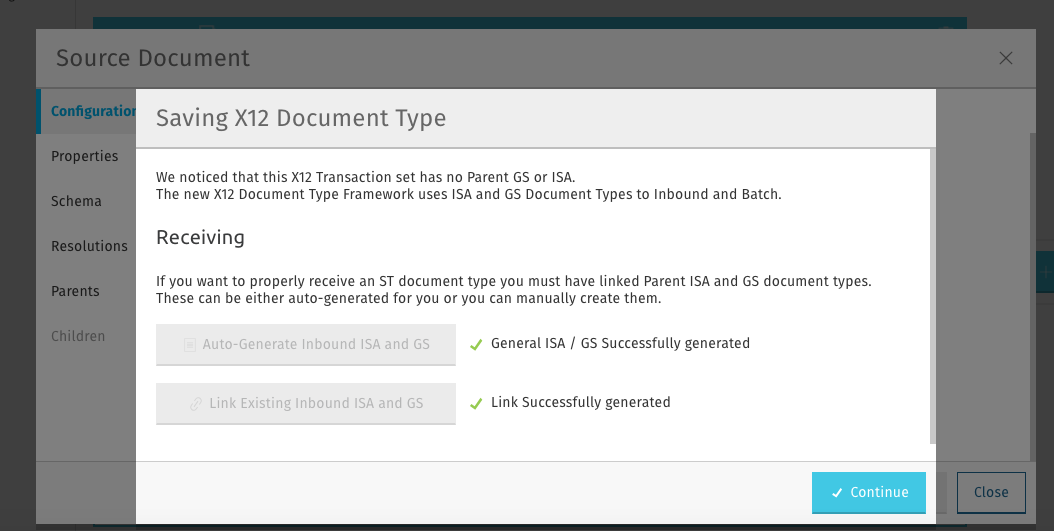 Source Document
Saving X12 Document Type
Configuration
Properties
Schema
Resolutions
Parents
Children
We noticed that this X12 Transaction set has no Parent GS or ISA.
The new X12 Document Type Framework uses ISA and GS Document Types to Inbound and Batch.
Receiving
If you want to properly receive an ST document type you must have linked Parent ISA and GS document types.
These can be either auto-generated for you or you can manually create them.
Auto-Generate Inbound ISA and GS
General ISA / GS Successfully generated
Link Existing Inbound ISA and GS
Link Successfully generated
Continue
Close